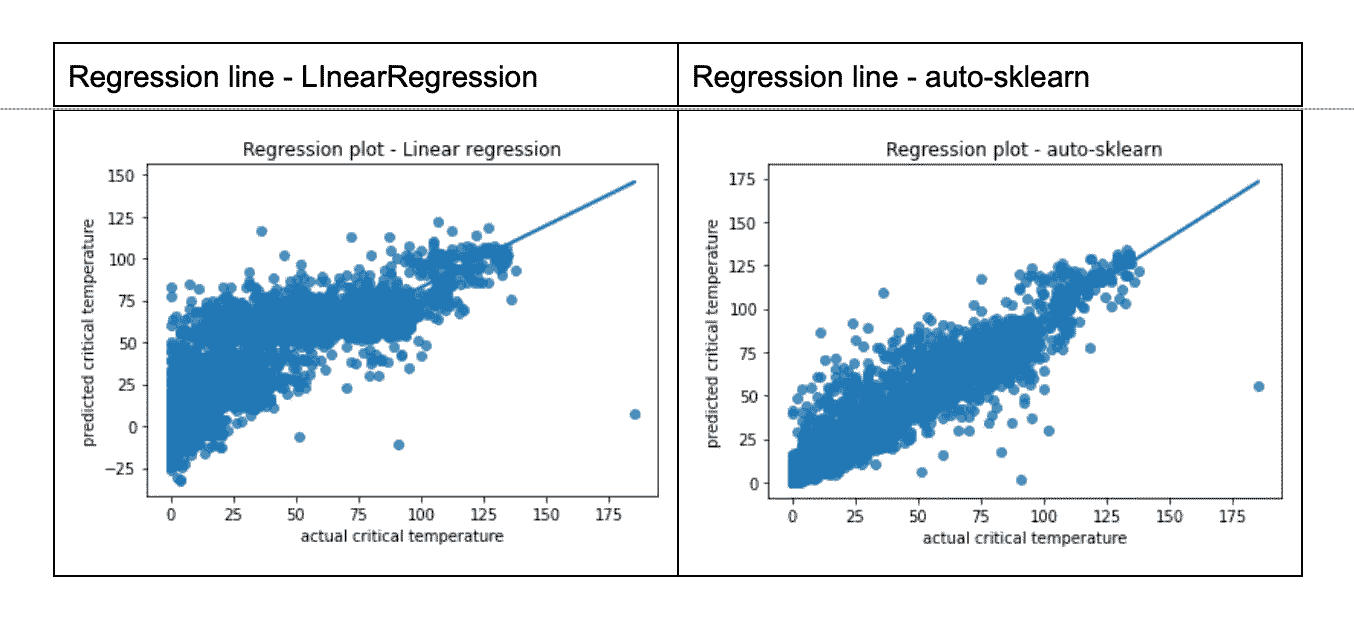 Regression line - LInearRegression
Regression line - auto-sklearn
Regression plot - Linear regression
150
125
100
75
50
25
0
−25
predicted critical temperature
0 25 50 75 100 125 150 175
actual critical temperature
Regression plot - auto-sklearn
175
150
125
100
75
50
25
0
predicted critical temperature
0 25 50 75 100 125 150 175
actual critical temperature